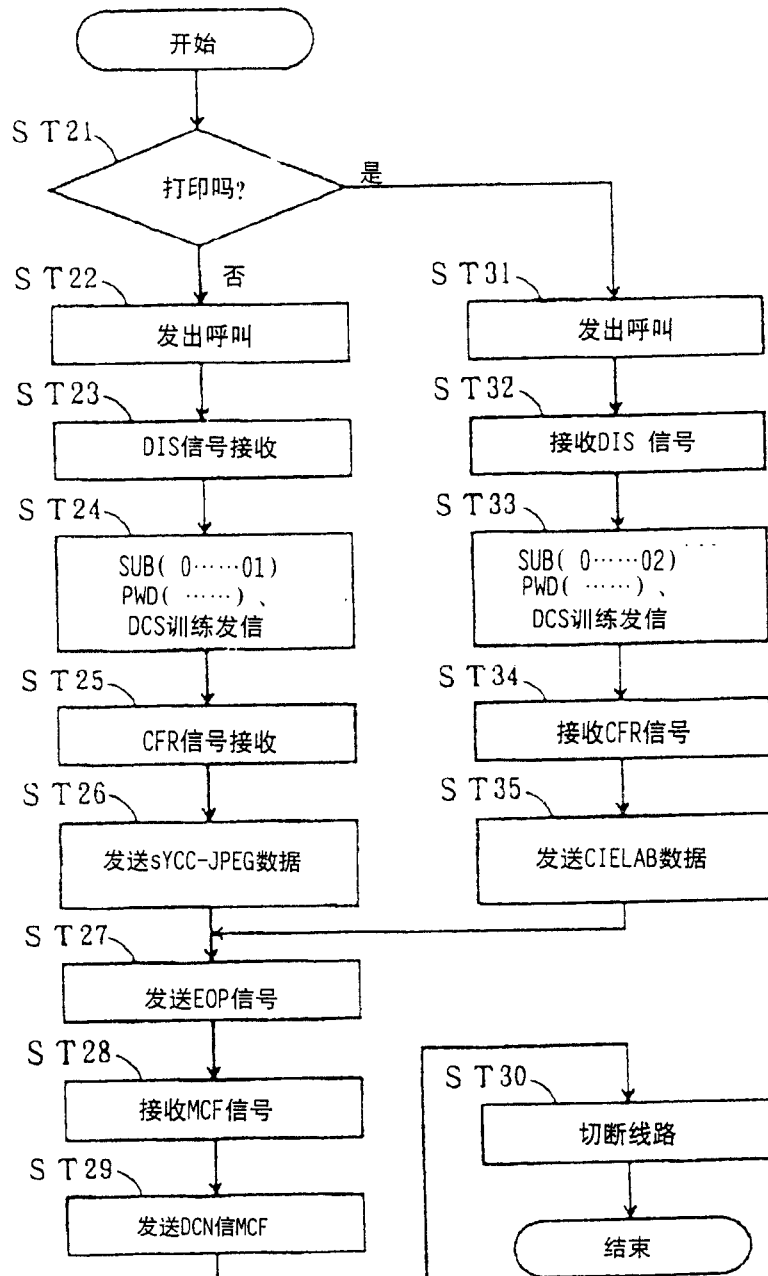 开始
ST21
打印吗?
是
否
ST22
发出呼叫
ST23
DIS信号接收
ST24
SUB( 0……01)
PWD( ……) 、
DCS训练发信
ST25
CFR信号接收
ST26
发送sYCC-JPEG数据
ST31
发出呼叫
ST32
接收DIS 信号
ST33
SUB( 0……02)
PWD( ……) 、
DCS训练发信
ST34
接收CFR信号
ST35
发送CIELAB数据
ST27
发送EOP信号
ST28
接收MCF信号
ST29
发送DCN信MCF
ST30
切断线路
结束